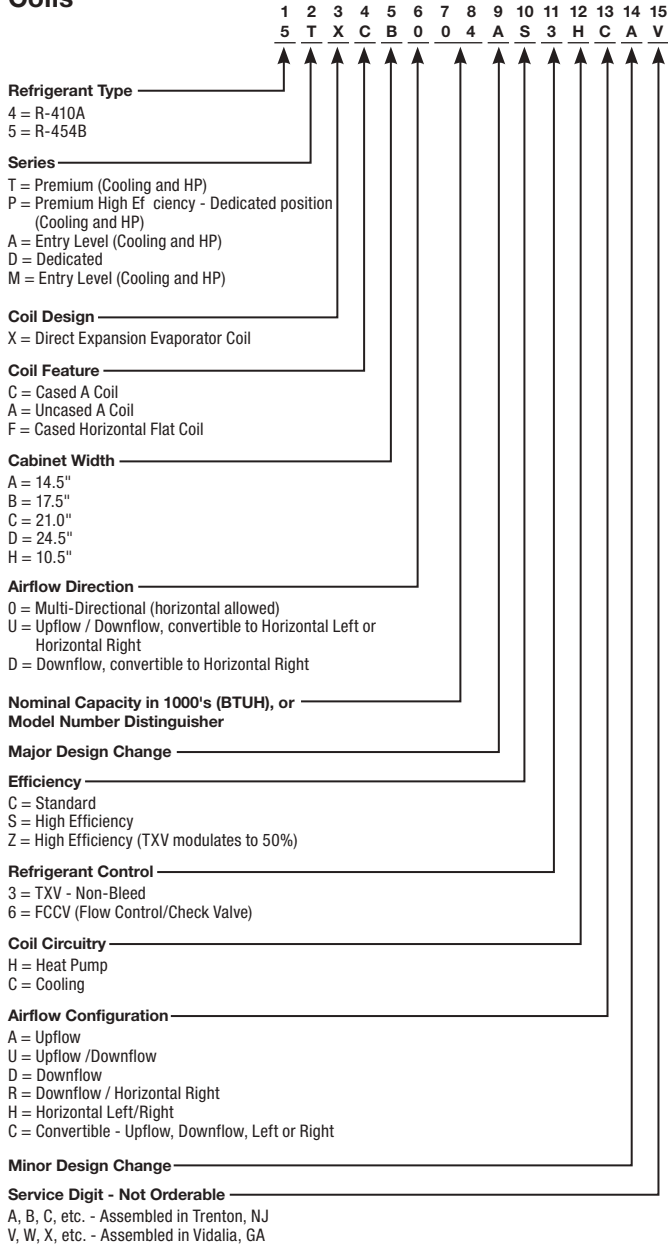 Coils
1 2 3 4 5 6 7 8 9 10 11 12 13 14 15
5 T X C B 0 0 4 A S 3 H C A V
Refrigerant Type
4 = R-410A
5 = R-454B
Series
T = Premium (Cooling and HP)
P = Premium High Ef ciency - Dedicated position
(Cooling and HP)
A = Entry Level (Cooling and HP)
D = Dedicated
M = Entry Level (Cooling and HP)
Coil Design
X = Direct Expansion Evaporator Coil
Coil Feature
C = Cased A Coil
A = Uncased A Coil
F = Cased Horizontal Flat Coil
Cabinet Width
A = 14.5"
B = 17.5"
C = 21.0"
D = 24.5"
H = 10.5"
Airflow Direction
0 = Multi-Directional (horizontal allowed)
U = Upflow / Downflow, convertible to Horizontal Left or
Horizontal Right
D = Downflow, convertible to Horizontal Right
Nominal Capacity in 1000's (BTUH), or
Model Number Distinguisher
Major Design Change
Efficiency
C = Standard
S = High Efficiency
Z = High Efficiency (TXV modulates to 50%)
Refrigerant Control
3 = TXV - Non-Bleed
6 = FCCV (Flow Control/Check Valve)
Coil Circuitry
H = Heat Pump
C = Cooling
Airflow Configuration
A = Upflow
U = Upflow /Downflow
D = Downflow
R = Downflow / Horizontal Right
H = Horizontal Left/Right
C = Convertible - Upflow, Downflow, Left or Right
Minor Design Change
Service Digit - Not Orderable
A, B, C, etc. - Assembled in Trenton, NJ
V, W, X, etc. - Assembled in Vidalia, GA